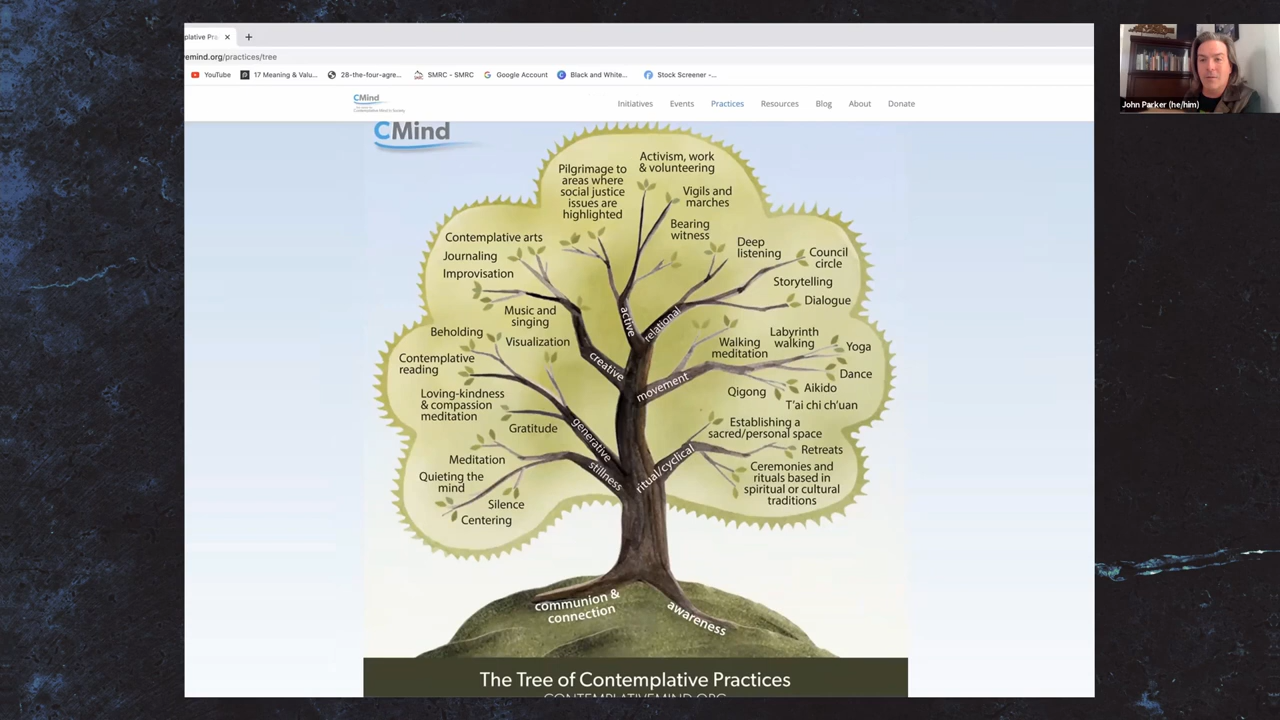 plative Pra
emind.org/practices/tree
YouTube
17 Meaning & Valu...
28-the-four-agre...
SMRC - SMRC
Google Account
Black and White...
Stock Screener -...
John Parker (he/him)
CMind
Initiatives
Events
Practices
Resources
Blog
About
Donate
CMind
Activism, work
& volunteering
Pilgrimage to
areas where
social justice
issues are
highlighted
Vigils and
marches
Bearing
witness
Contemplative arts
Journaling
Improvisation
Deep
listening
Council
circle
Storytelling
Dialogue
Music and
singing
Visualization
Beholding
Contemplative
reading
Loving-kindness
& compassion
meditation
Gratitude
Walking
meditation
Labyrinth
walking
Yoga
Dance
Aikido
Qigong
T'ai chi ch'uan
Establishing a
sacred/personal space
Retreats
Ceremonies and
rituals based in
spiritual or cultural
traditions
Meditation
Quieting the
mind
Silence
Centering
active
relational
creative
movement
generative
stillness
ritual/cyclical
communion &
connection
awareness
The Tree of Contemplative Practices
CONTEMPLATIVEMIND.ORG